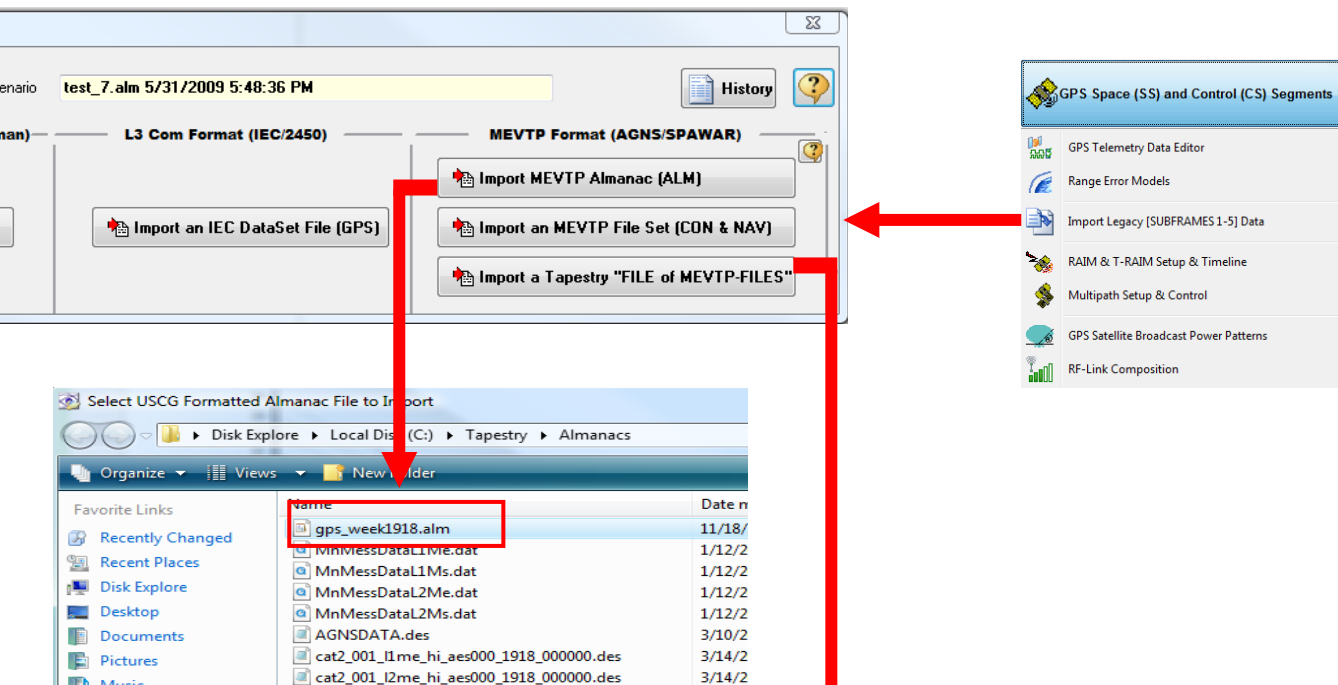 enario test_7.alm 5/31/2009 5:48:36 PM History
nan) L3 Com Format (IEC/2450) MEVTP Format (AGNS/SPAWAR)
Import MEVTP Almanac (ALM)
Import an IEC DataSet File (GPS) Import an MEVTP File Set (CON & NAV)
Import a Tapestry "FILE of MEVTP-FILES"
GPS Space (SS) and Control (CS) Segments
GPS Telemetry Data Editor
Range Error Models
Import Legacy [SUBFRAMES 1-5] Data
RAIM & T-RAIM Setup & Timeline
Multipath Setup & Control
GPS Satellite Broadcast Power Patterns
RF-Link Composition
Select USCG Formatted Almanac File to Import
Disk Explore Local Disk (C:) Tapestry Almanacs
Organize Views New Folder
Favorite Links Name Date m
gps_week1918.alm 11/18/
Recently Changed MnMessDataL1Me.dat 1/12/2
Recent Places MnMessDataL1Ms.dat 1/12/2
Disk Explore MnMessDataL2Me.dat 1/12/2
Desktop MnMessDataL2Ms.dat 1/12/2
Documents AGNSDATA.des 3/10/2
Pictures cat2_001_l1me_hi_aes000_1918_000000.des 3/14/2
Music cat2_001_l2me_hi_aes000_1918_000000.des 3/14/2